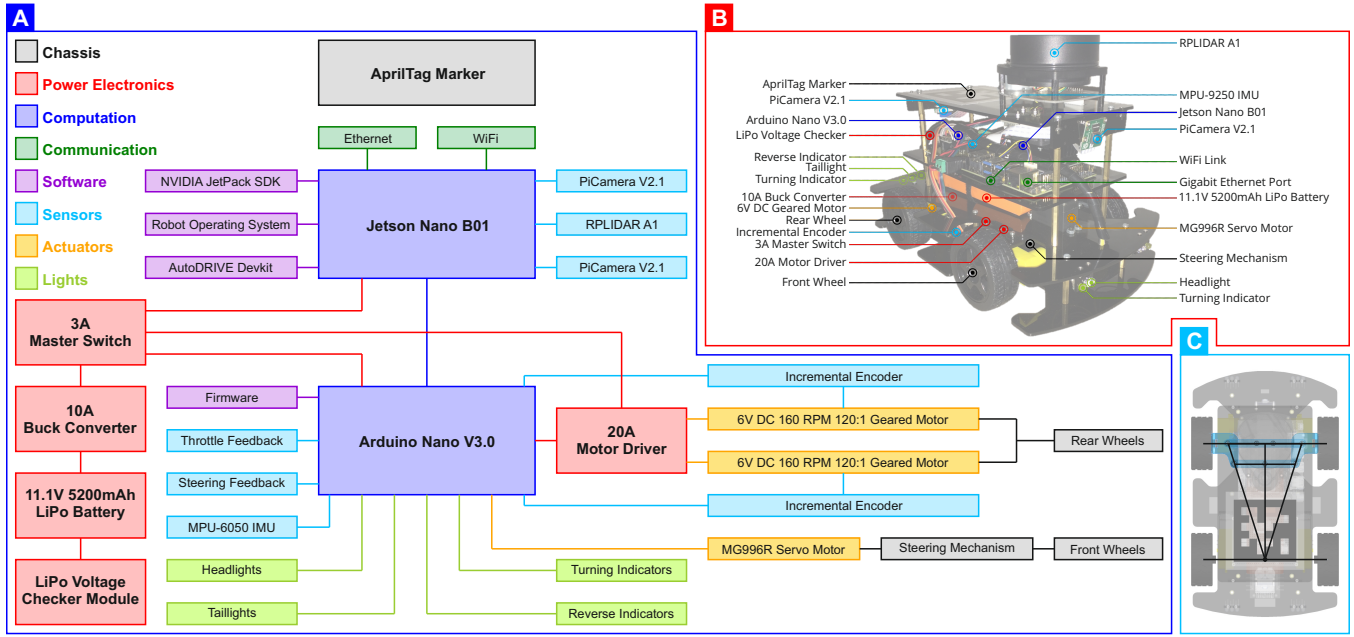 A
Chassis
Power Electronics
Computation
Communication
Software
Sensors
Actuators
Lights
AprilTag Marker
Ethernet
WiFi
NVIDIA JetPack SDK
Robot Operating System
AutoDRIVE Devkit
Jetson Nano B01
PiCamera V2.1
RPLIDAR A1
PiCamera V2.1
3A
Master Switch
10A
Buck Converter
11.1V 5200mAh
LiPo Battery
LiPo Voltage
Checker Module
Firmware
Throttle Feedback
Steering Feedback
MPU-6050 IMU
Headlights
Taillights
Arduino Nano V3.0
20A
Motor Driver
Incremental Encoder
6V DC 160 RPM 120:1 Geared Motor
6V DC 160 RPM 120:1 Geared Motor
Incremental Encoder
Rear Wheels
MG996R Servo Motor
Steering Mechanism
Front Wheels
Turning Indicators
Reverse Indicators
B
AprilTag Marker
PiCamera V2.1
Arduino Nano V3.0
LiPo Voltage Checker
Reverse Indicator
Taillight
Turning Indicator
10A Buck Converter
6V DC Geared Motor
Rear Wheel
Incremental Encoder
3A Master Switch
20A Motor Driver
Front Wheel
RPLIDAR A1
MPU-9250 IMU
Jetson Nano B01
PiCamera V2.1
WiFi Link
Gigabit Ethernet Port
11.1V 5200mAh LiPo Battery
MG996R Servo Motor
Steering Mechanism
Headlight
Turning Indicator
C